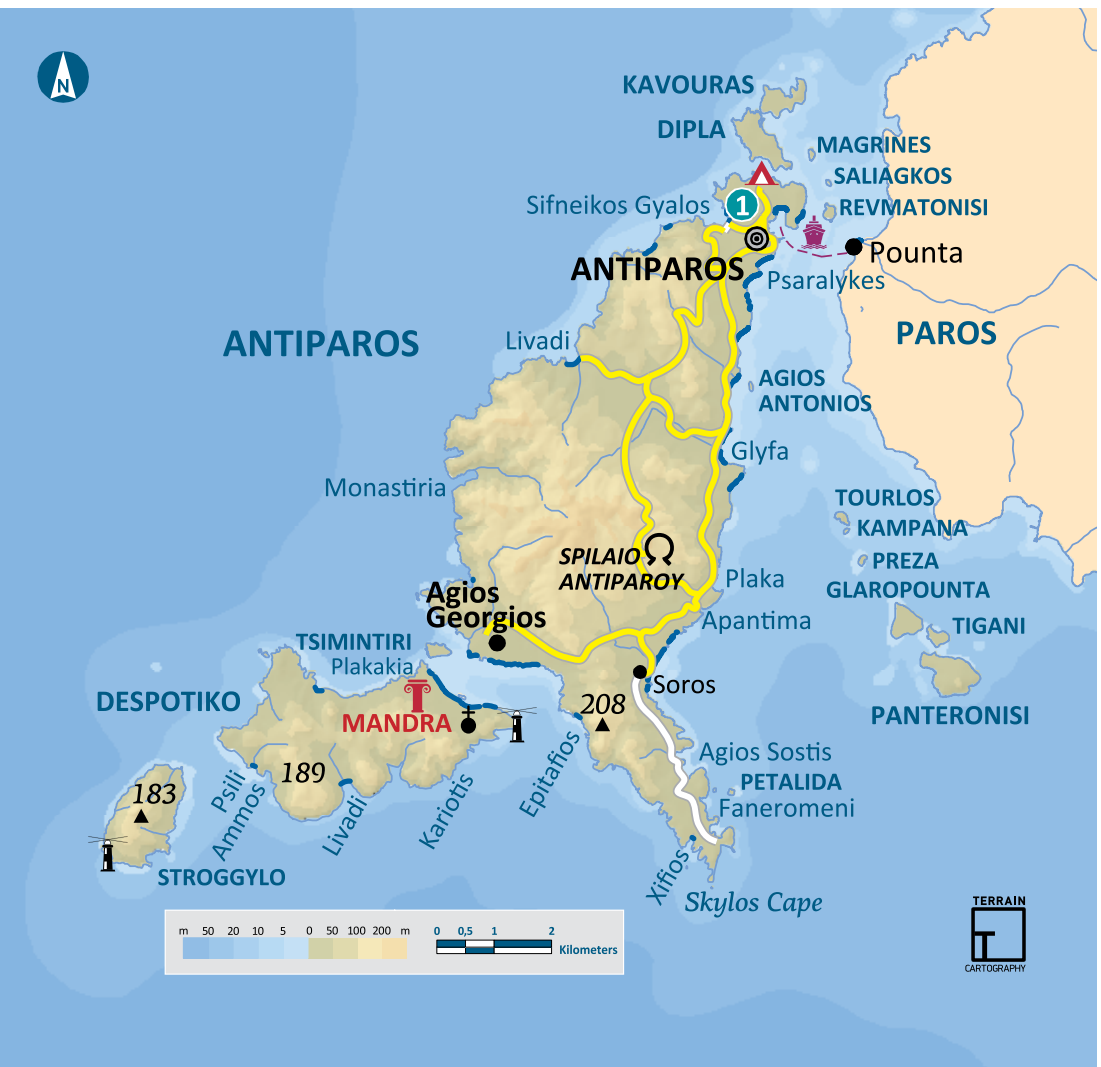 N
KAVOURAS
DIPLA
MAGRINES
SALIAGKOS
REVMATONISI
Sifneikos Gyalos
1
ANTIPAROS
Pounta
Psaralykes
PAROS
ANTIPAROS
Livadi
AGIOS
ANTONIOS
Glyfa
Monastiria
TOURLOS
KAMPANA
PREZA
GLAROPOUNTA
SPILAIO
ANTIPAROY
Plaka
Apantima
TIGANI
Agios
Georgios
TSIMINTIRI
Plakakia
Soros
DESPOTIKO
MANDRA
208
PANTERONISI
Agios Sostis
PETALIDA
Faneromeni
189
183
Psili
Ammos
Livadi
Kariotis
Epitafios
Xifios
STROGGYLO
Skylos Cape
m 50 20 10 5 0 50 100 200 m
0 0,5 1 2
Kilometers
TERRAIN
T
CARTOGRAPHY